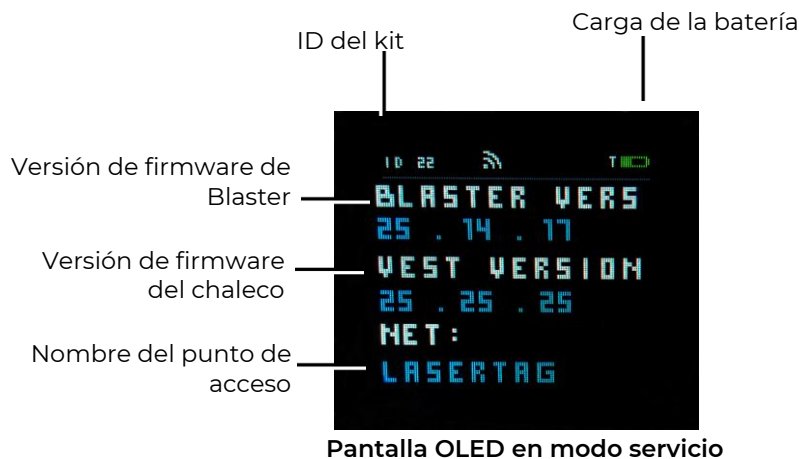 Carga de la batería
ID del kit
ID 22 T
Versión de firmware de
Blaster
BLASTER VERS
25 . 14 . 17
Versión de firmware
del chaleco
VEST VERSION
25 . 25 . 25
NET:
Nombre del punto de
acceso
LASERTAG
Pantalla OLED en modo servicio